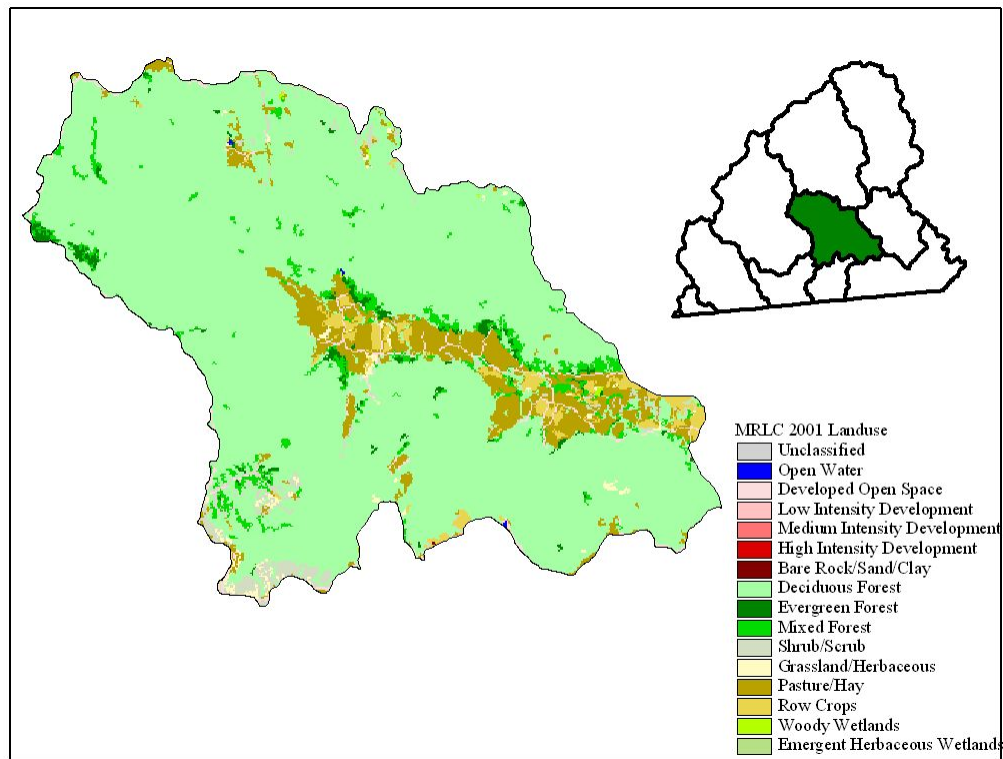 MRLC 2001 Landuse
Unclassified
Open Water
Developed Open Space
Low Intensity Development
Medium Intensity Development
High Intensity Development
Bare Rock/Sand/Clay
Deciduous Forest
Evergreen Forest
Mixed Forest
Shrub/Scrub
Grassland/Herbaceous
Pasture/Hay
Row Crops
Woody Wetlands
Emergent Herbaceous Wetlands